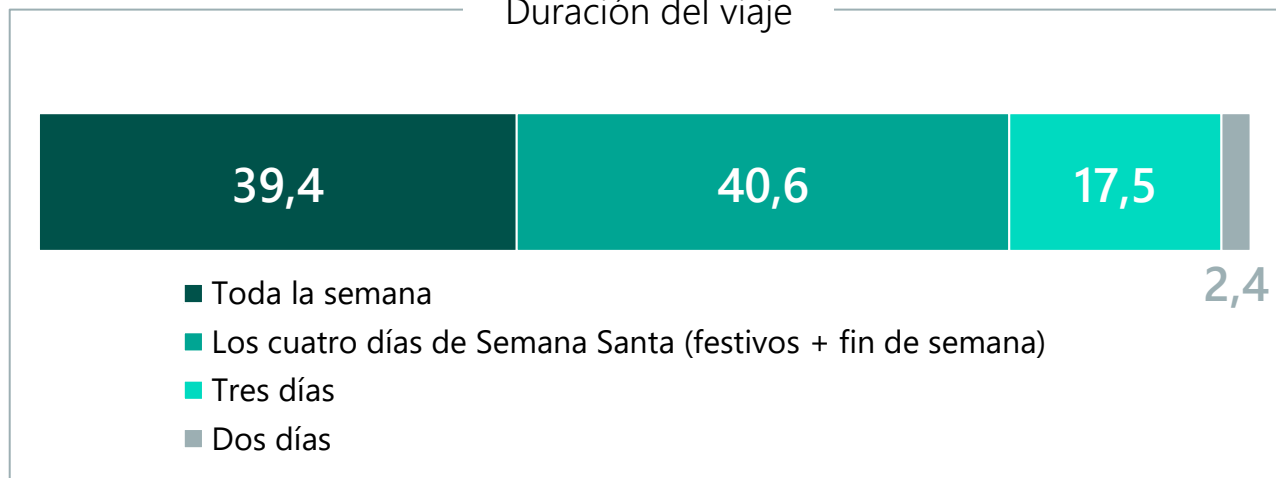 Duración del viaje
39,4 40,6 17,5
2,4
Toda la semana
Los cuatro días de Semana Santa (festivos + fin de semana)
Tres días
Dos días